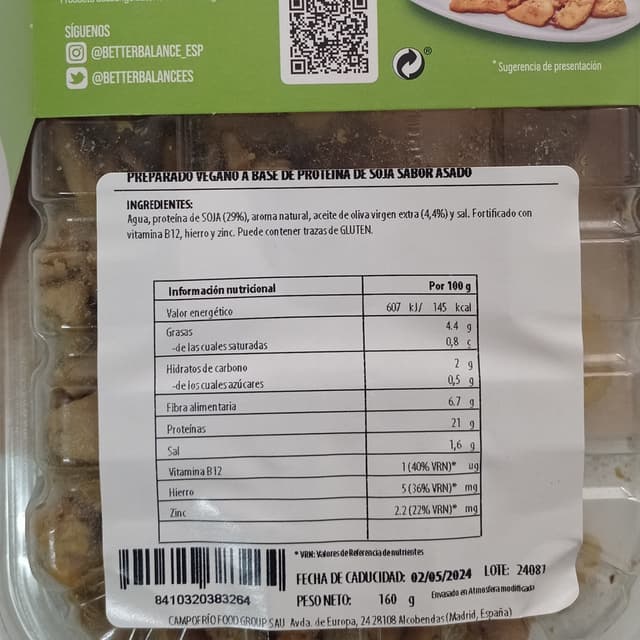 SÍGUENOS
@BETTERBALANCE_ESP
@BETTERBALANCEES
* Sugerencia de presentación
PREPARADO VEGANO A BASE DE PROTEINA DE SOJA SABOR ASADO
INGREDIENTES:
Agua, proteína de SOJA (29%), aroma natural, aceite de oliva virgen extra (4,4%) y sal. Fortificado con
vitamina B12, hierro y zinc. Puede contener trazas de GLUTEN.
Información nutricional Por 100 g
Valor energético 607 kJ/ 145 kcal
Grasas 4.4 g
-de las cuales saturadas 0,8 g
Hidratos de carbono 2 g
-de los cuales azúcares 0,5 g
Fibra alimentaria 6.7 g
Proteínas 21 g
Sal 1,6 g
Vitamina B12 1 (40% VRN)* ug
Hierro 5 (36% VRN)* mg
Zinc 2.2 (22% VRN)* mg
* VRN: Valores de Referencia de nutrientes
FECHA DE CADUCIDAD: 02/05/2024 LOTE: 24087
8410320383264 PESO NETO: 160 g Envasado en Atmósfera modificada
CAMPOFRÍO FOOD GROUP SAU Avda. de Europa, 24 28108 Alcobendas (Madrid, España)